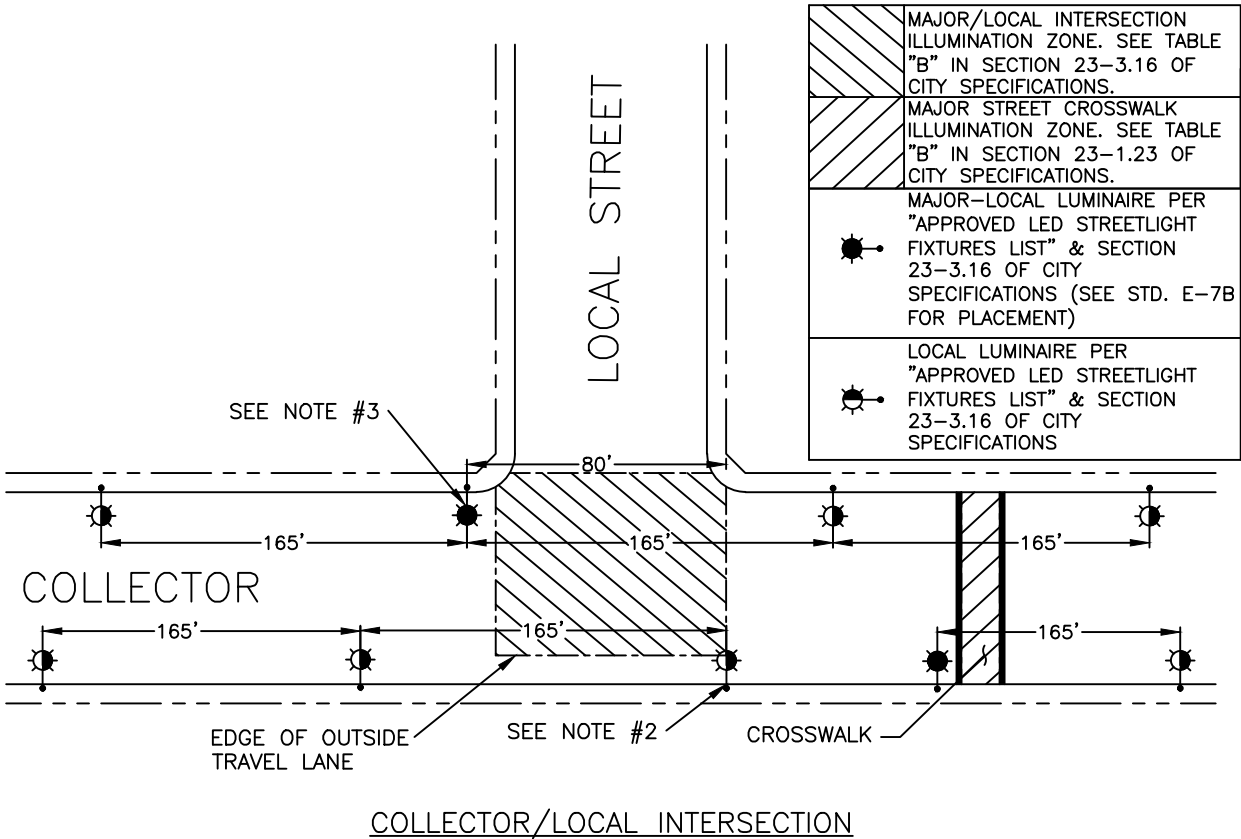 MAJOR/LOCAL INTERSECTION
ILLUMINATION ZONE. SEE TABLE
"B" IN SECTION 23-3.16 OF
CITY SPECIFICATIONS.
MAJOR STREET CROSSWALK
ILLUMINATION ZONE. SEE TABLE
"B" IN SECTION 23-1.23 OF
CITY SPECIFICATIONS.
MAJOR-LOCAL LUMINAIRE PER
"APPROVED LED STREETLIGHT
FIXTURES LIST" & SECTION
23-3.16 OF CITY
SPECIFICATIONS (SEE STD. E-7B
FOR PLACEMENT)
LOCAL LUMINAIRE PER
"APPROVED LED STREETLIGHT
FIXTURES LIST" & SECTION
23-3.16 OF CITY
SPECIFICATIONS
LOCAL STREET
SEE NOTE #3
80'
165'
165'
165'
COLLECTOR
165'
165'
165'
EDGE OF OUTSIDE
TRAVEL LANE
SEE NOTE #2
CROSSWALK
COLLECTOR/LOCAL INTERSECTION